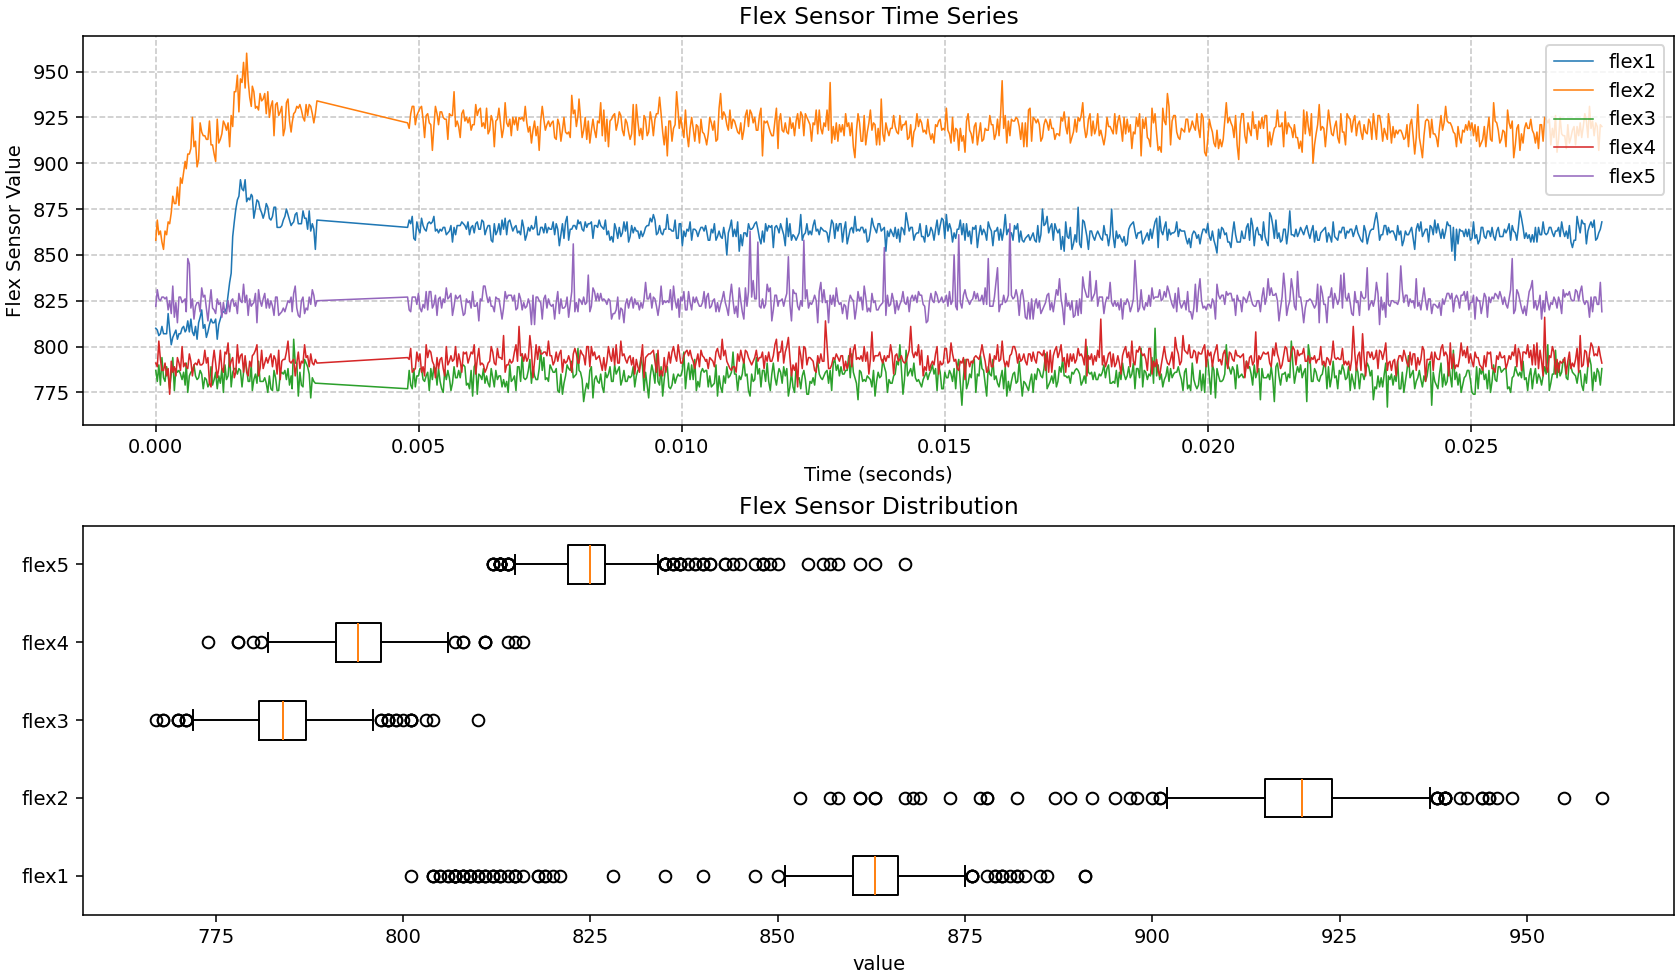 Flex Sensor Time Series
Flex Sensor Value
950
925
900
875
850
825
800
775
flex1
flex2
flex3
flex4
flex5
0.000 0.005 0.010 0.015 0.020 0.025
Time (seconds)
Flex Sensor Distribution
flex5
flex4
flex3
flex2
flex1
775 800 825 850 875 900 925 950
value